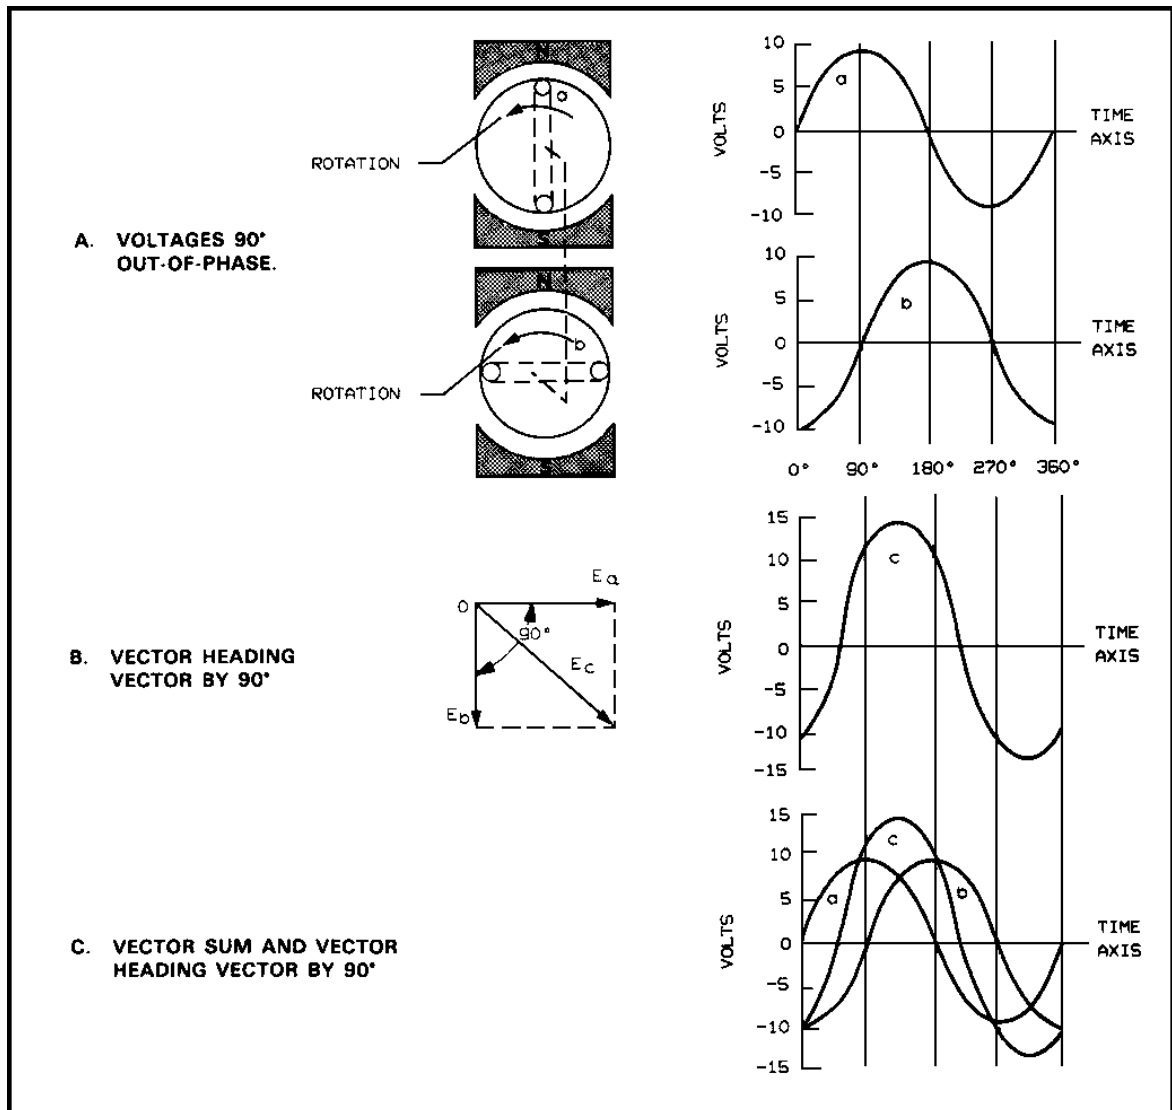 N
a
ROTATION
S
A. VOLTAGES 90°
OUT-OF-PHASE.
N
b
ROTATION
S
10
5
0
-5
-10
VOLTS
a
TIME
AXIS
10
5
0
-5
-10
VOLTS
b
TIME
AXIS
0° 90° 180° 270° 360°
B. VECTOR HEADING
VECTOR BY 90°
0
Ea
90°
Ec
Eb
15
10
5
0
-5
-10
-15
VOLTS
c
TIME
AXIS
C. VECTOR SUM AND VECTOR
HEADING VECTOR BY 90°
15
10
5
0
-5
-10
-15
VOLTS
a
c
b
TIME
AXIS